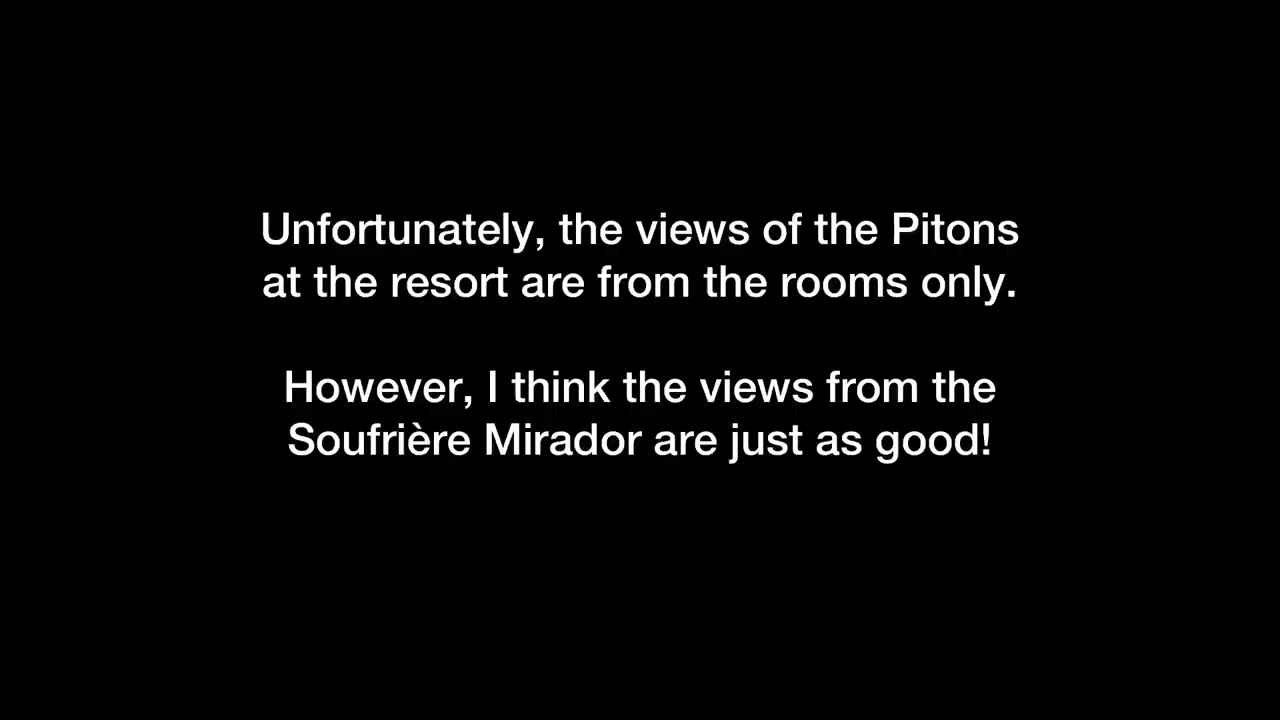 Unfortunately, the views of the Pitons
at the resort are from the rooms only.
However, I think the views from the
Soufrière Mirador are just as good!